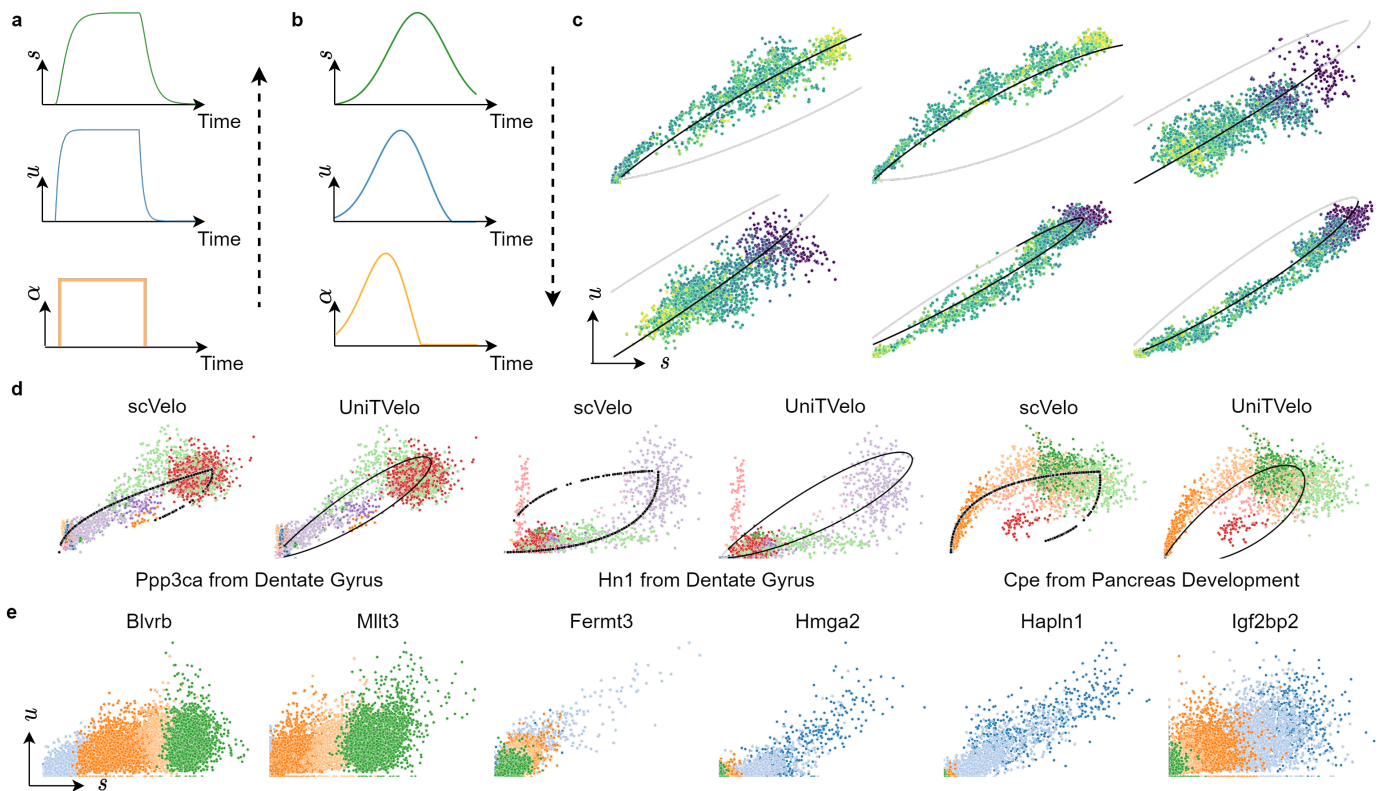 a
b
c
s
Time
s
Time
u
Time
u
Time
α
Time
α
Time
u
s
d
scVelo
UniTVelo
scVelo
UniTVelo
scVelo
UniTVelo
Ppp3ca from Dentate Gyrus
Hn1 from Dentate Gyrus
Cpe from Pancreas Development
e
Blvrb
Mllt3
Fermt3
Hmga2
Hapln1
Igf2bp2
u
s